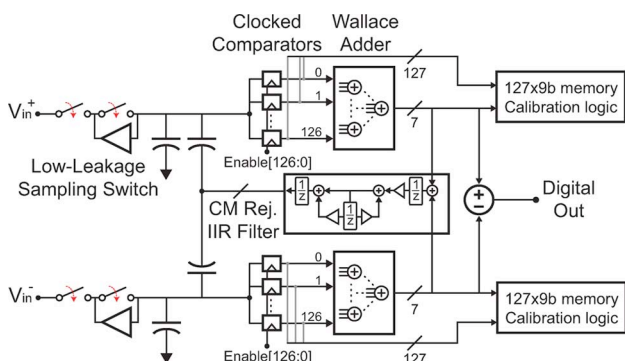 Clocked
Comparators
Wallace
Adder
127
0
1
126
7
Vin+
Enable[126:0]
127x9b memory
Calibration logic
Low-Leakage
Sampling Switch
1/z
1/z
1/z
CM Rej.
IIR Filter
+
−
Digital
Out
Vin-
0
1
126
7
127x9b memory
Calibration logic
127
Enable[126:0]